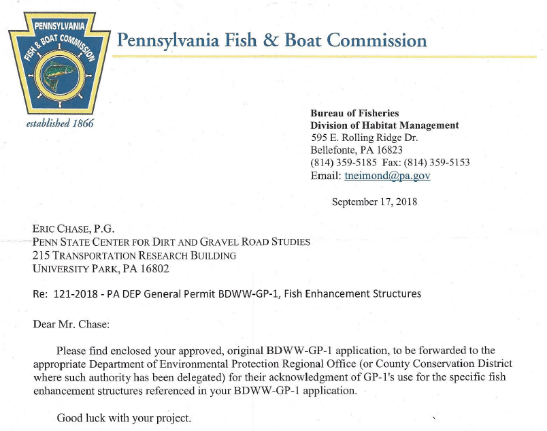 PENNSYLVANIA
FISH & BOAT COMMISSION
established 1866
Pennsylvania Fish & Boat Commission
Bureau of Fisheries
Division of Habitat Management
595 E. Rolling Ridge Dr.
Bellefonte, PA 16823
(814) 359-5185 Fax: (814) 359-5153
Email: tneimond@pa.gov
September 17, 2018
ERIC CHASE, P.G.
PENN STATE CENTER FOR DIRT AND GRAVEL ROAD STUDIES
215 TRANSPORTATION RESEARCH BUILDING
UNIVERSITY PARK, PA 16802
Re: 121-2018 - PA DEP General Permit BDWW-GP-1, Fish Enhancement Structures
Dear Mr. Chase:
Please find enclosed your approved, original BDWW-GP-1 application, to be forwarded to the
appropriate Department of Environmental Protection Regional Office (or County Conservation District
where such authority has been delegated) for their acknowledgment of GP-1's use for the specific fish
enhancement structures referenced in your BDWW-GP-1 application.
Good luck with your project.